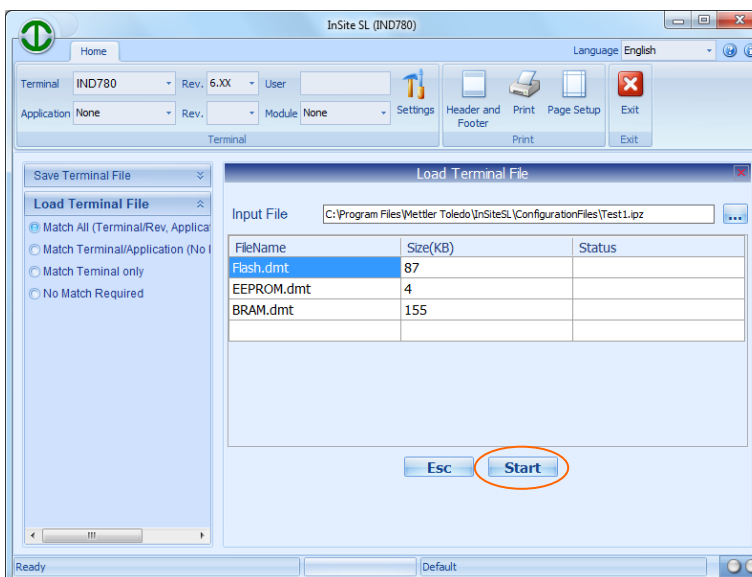 InSite SL (IND780)
Home
Language English
Terminal IND780 Rev. 6.XX User
Application None Rev. Module None
Settings
Header and
Footer
Print
Page Setup
Exit
Terminal
Print
Exit
Save Terminal File
Load Terminal File
Match All (Terminal/Rev, Applica
Match Terminal/Application (No
Match Teminal only
No Match Required
Load Terminal File
Input File C:\Program Files\Mettler Toledo\InSiteSL\ConfigurationFiles\Test1.ipz ...
FileName Size(KB) Status
Flash.dmt 87
EEPROM.dmt 4
BRAM.dmt 155
Esc Start
Ready Default